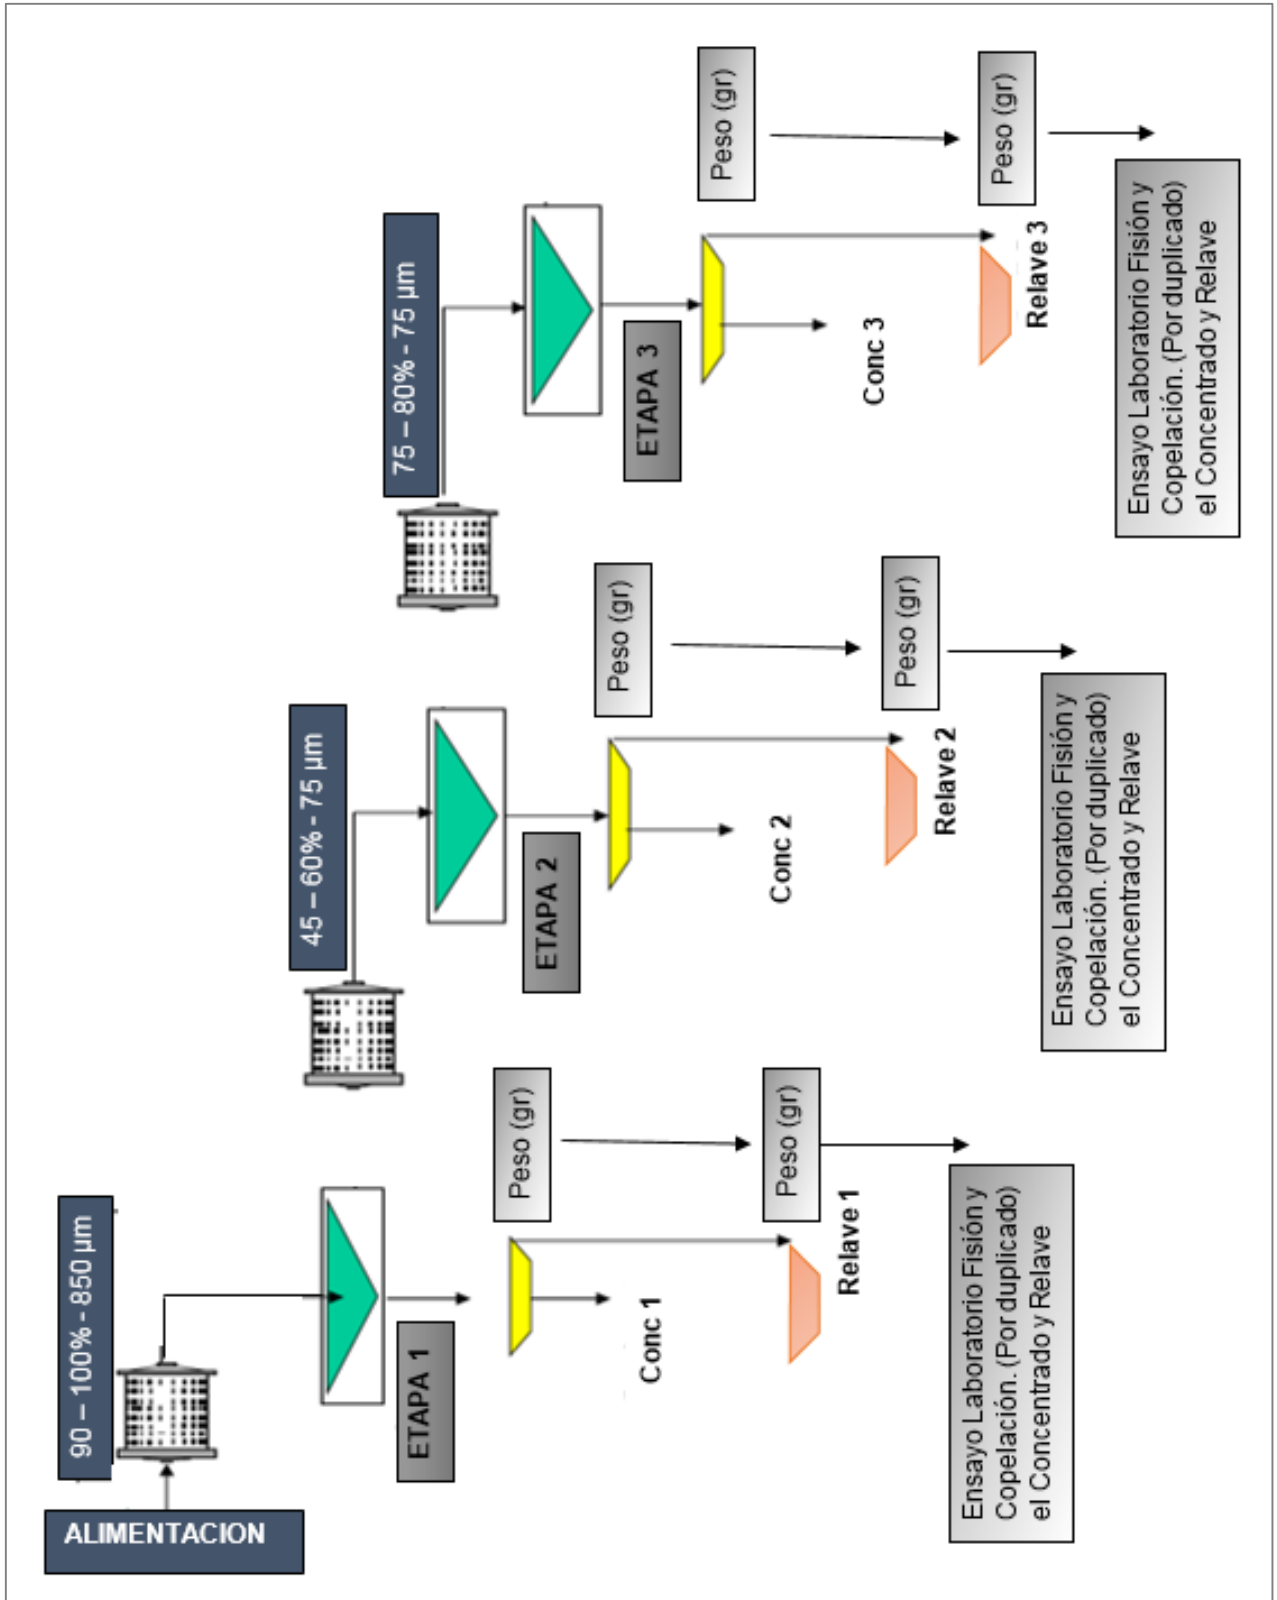 ALIMENTACION
90 – 100% - 850 µm
ETAPA 1
Peso (gr)
Conc 1
Peso (gr)
Relave 1
Ensayo Laboratorio Fisión y
Copelación. (Por duplicado)
el Concentrado y Relave
45 – 60% - 75 µm
ETAPA 2
Peso (gr)
Conc 2
Peso (gr)
Relave 2
Ensayo Laboratorio Fisión y
Copelación. (Por duplicado)
el Concentrado y Relave
75 – 80% - 75 µm
ETAPA 3
Peso (gr)
Conc 3
Peso (gr)
Relave 3
Ensayo Laboratorio Fisión y
Copelación. (Por duplicado)
el Concentrado y Relave